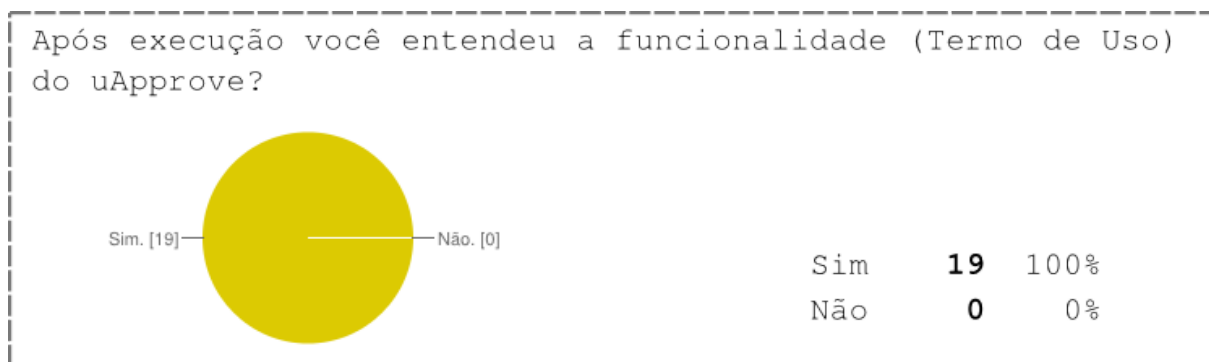 Após execução você entendeu a funcionalidade (Termo de Uso)
do uApprove?
Sim. [19]
Não. [0]
Sim 19 100%
Não 0 0%